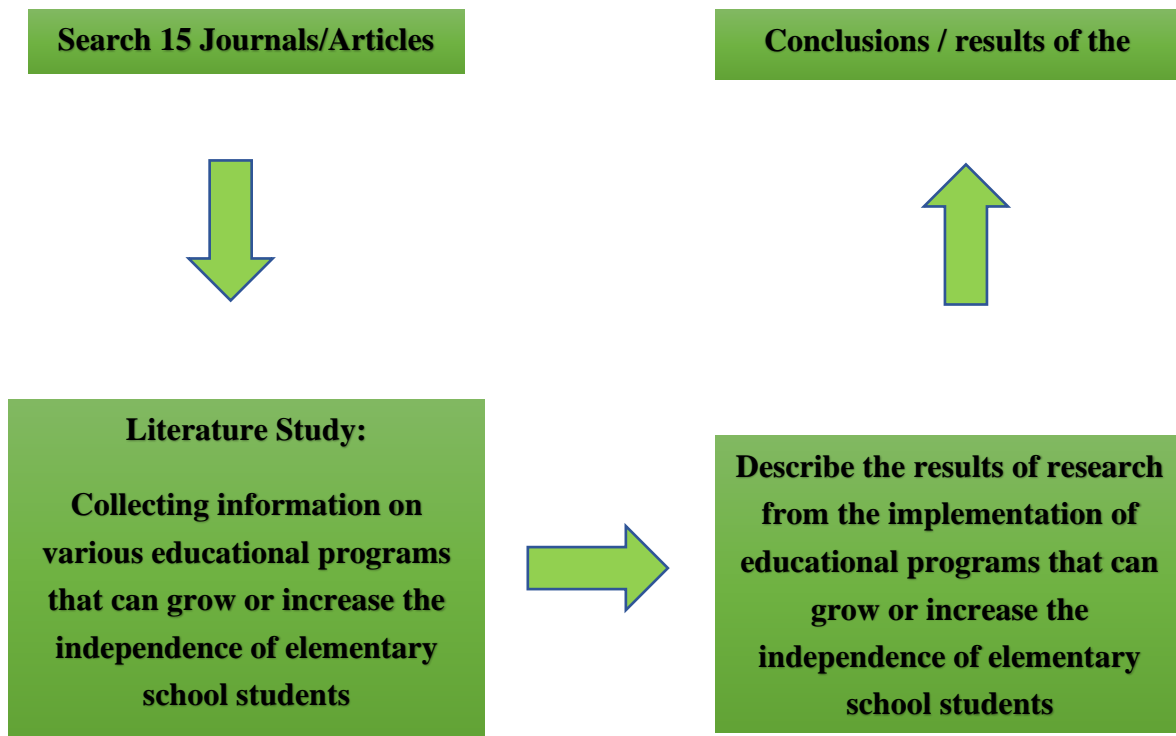 Search 15 Journals/Articles
Literature Study:
Collecting information on
various educational programs
that can grow or increase the
independence of elementary
school students
Describe the results of research
from the implementation of
educational programs that can
grow or increase the
independence of elementary
school students
Conclusions / results of the